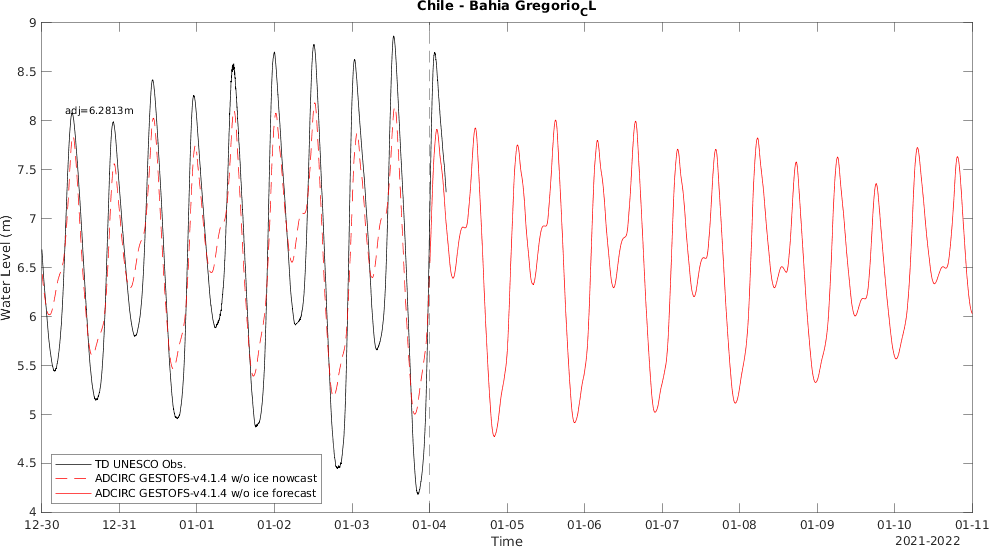 Chile - Bahia Gregorio_CL
9
8.5
8
7.5
7
6.5
6
5.5
5
4.5
4
Water Level (m)
adj=6.2813m
TD UNESCO Obs.
ADCIRC GESTOFS-v4.1.4 w/o ice nowcast
ADCIRC GESTOFS-v4.1.4 w/o ice forecast
12-30 12-31 01-01 01-02 01-03 01-04 01-05 01-06 01-07 01-08 01-09 01-10 01-11
Time
2021-2022